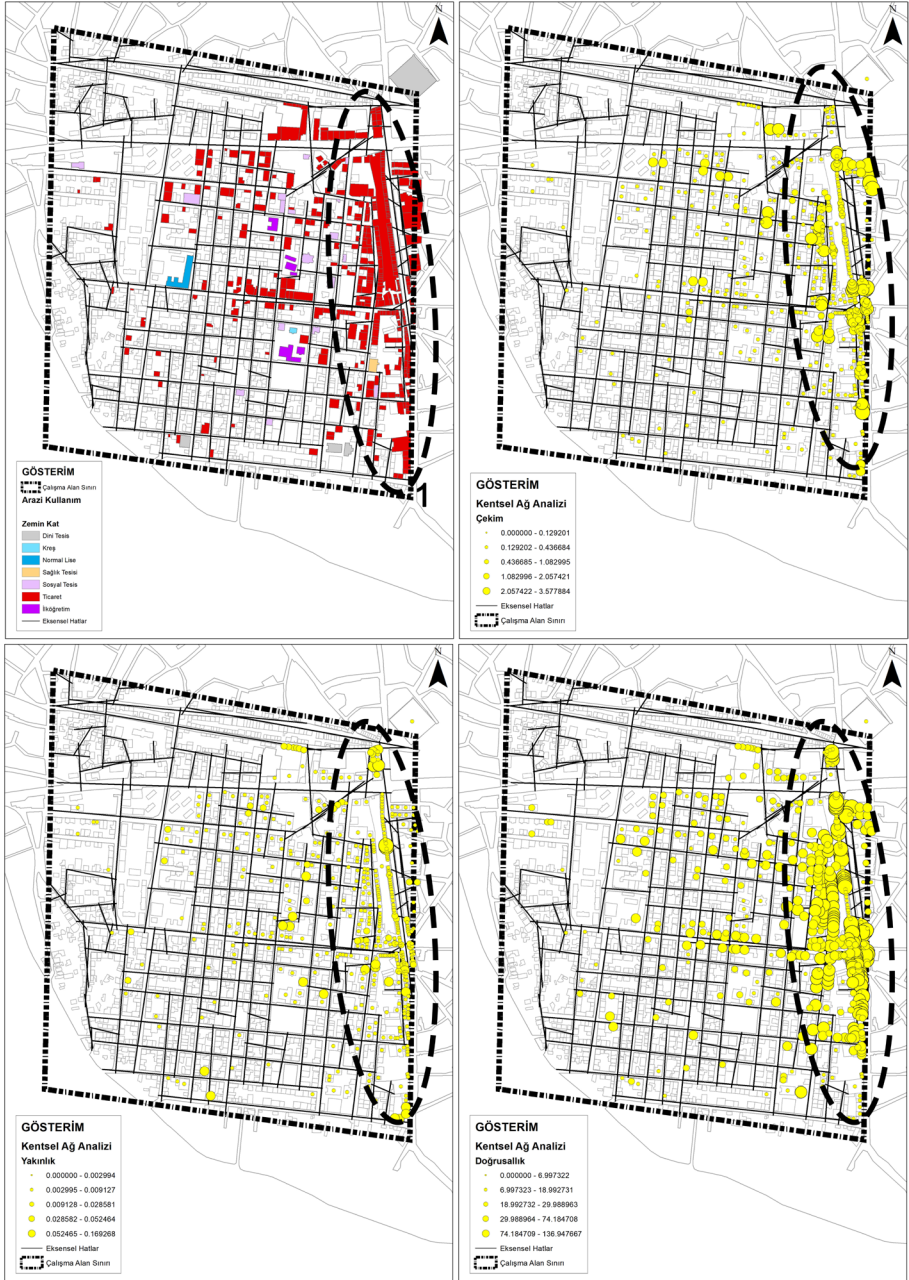 N
1
GÖSTERİM
Çalışma Alan Sınırı
Arazi Kullanım
Zemin Kat
Dini Tesis
Kreş
Normal Lise
Sağlık Tesisi
Sosyal Tesis
Ticaret
İlköğretim
Eksensel Hatlar
N
GÖSTERİM
Kentsel Ağ Analizi
Çekim
0.000000 - 0.129201
0.129202 - 0.436684
0.436685 - 1.082995
1.082996 - 2.057421
2.057422 - 3.577884
Eksensel Hatlar
Çalışma Alan Sınırı
N
GÖSTERİM
Kentsel Ağ Analizi
Yakınlık
0.000000 - 0.002994
0.002995 - 0.009127
0.009128 - 0.028581
0.028582 - 0.052464
0.052465 - 0.169268
Eksensel Hatlar
Çalışma Alan Sınırı
N
GÖSTERİM
Kentsel Ağ Analizi
Doğrusallık
0.000000 - 6.997322
6.997323 - 18.992731
18.992732 - 29.988963
29.988964 - 74.184708
74.184709 - 136.947667
Eksensel Hatlar
Çalışma Alan Sınırı